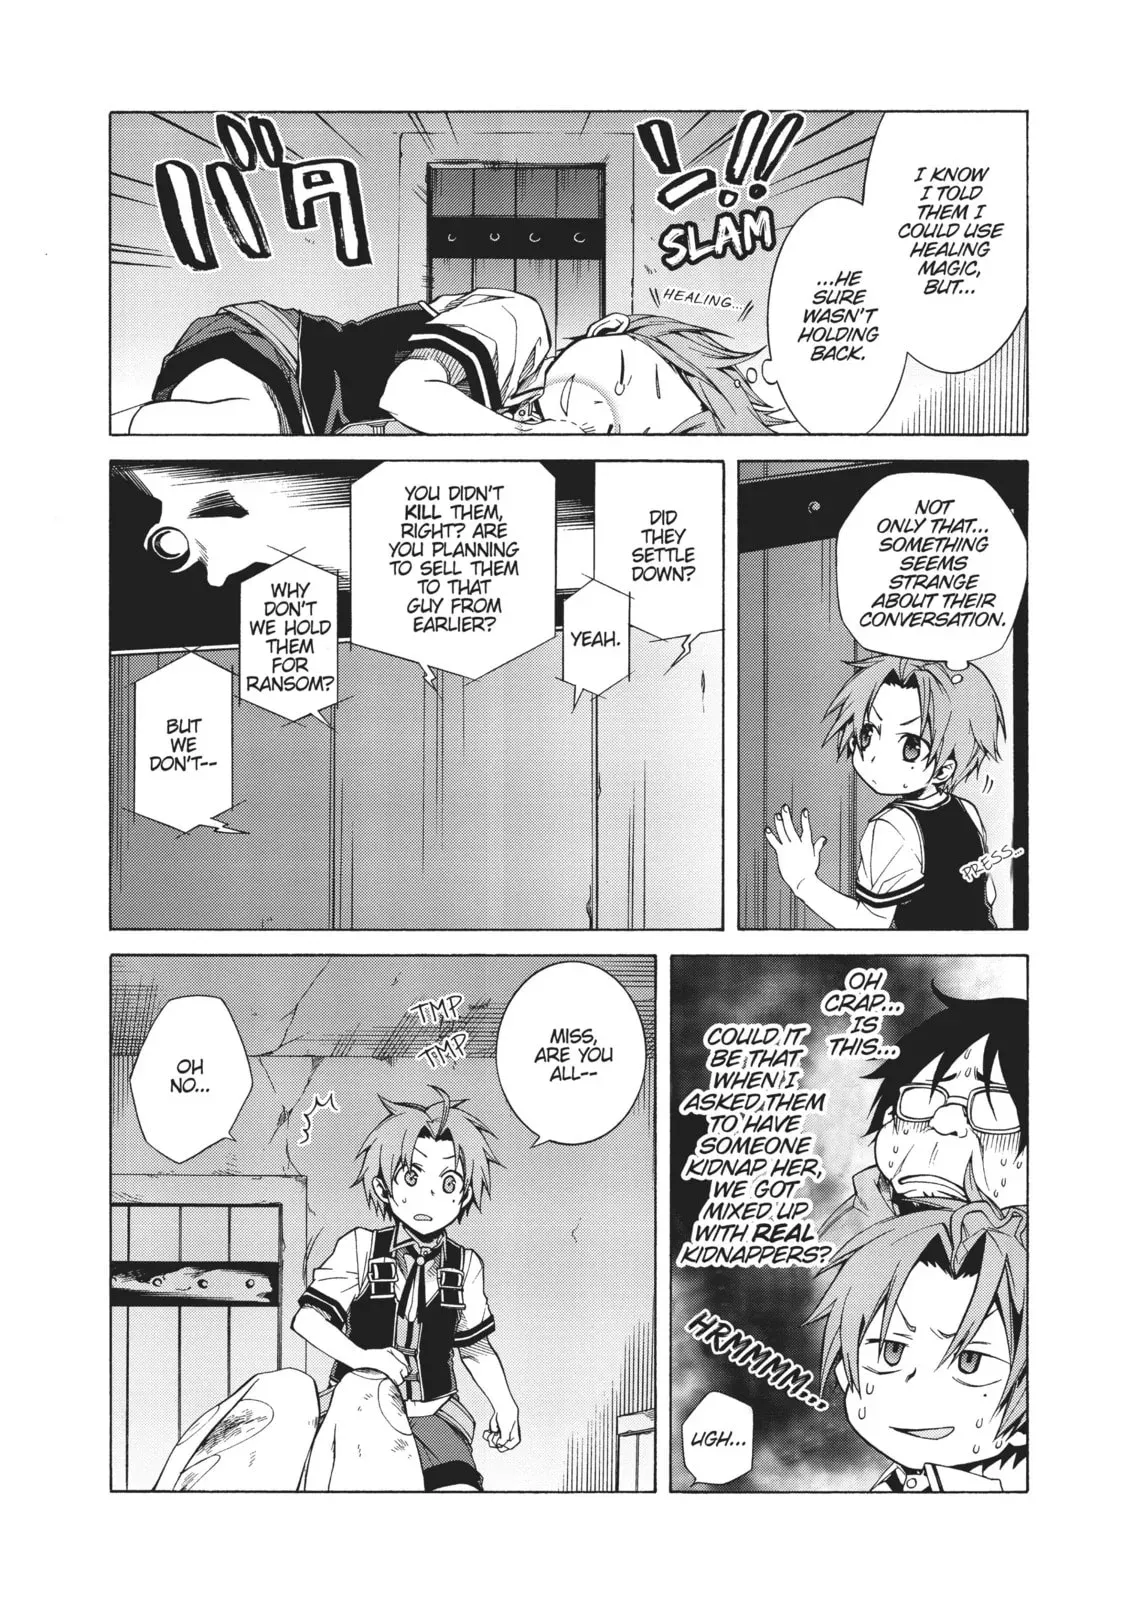 I KNOW
I TOLD
THEM I
COULD USE
HEALING
MAGIC,
BUT...
...HE
SURE
WASN'T
HOLDING
BACK.
バターン!!
SLAM
HEALING...
NOT
ONLY THAT...
SOMETHING
SEEMS
STRANGE
ABOUT THEIR
CONVERSATION.
PRESS...
DID
THEY
SETTLE
DOWN?
YEAH.
YOU DIDN'T
KILL THEM,
RIGHT? ARE
YOU PLANNING
TO SELL THEM
TO THAT
GUY FROM
EARLIER?
WHY
DON'T
WE HOLD
THEM
FOR
RANSOM?
BUT
WE
DON'T--
OH
CRAP...
IS
THIS...
COULD IT
BE THAT
WHEN I
ASKED THEM
TO HAVE
SOMEONE
KIDNAP HER,
WE GOT
MIXED UP
WITH REAL
KIDNAPPERS?
HRMMMM...
UGH...
MISS,
ARE YOU
ALL--
TMP
TMP
OH
NO...